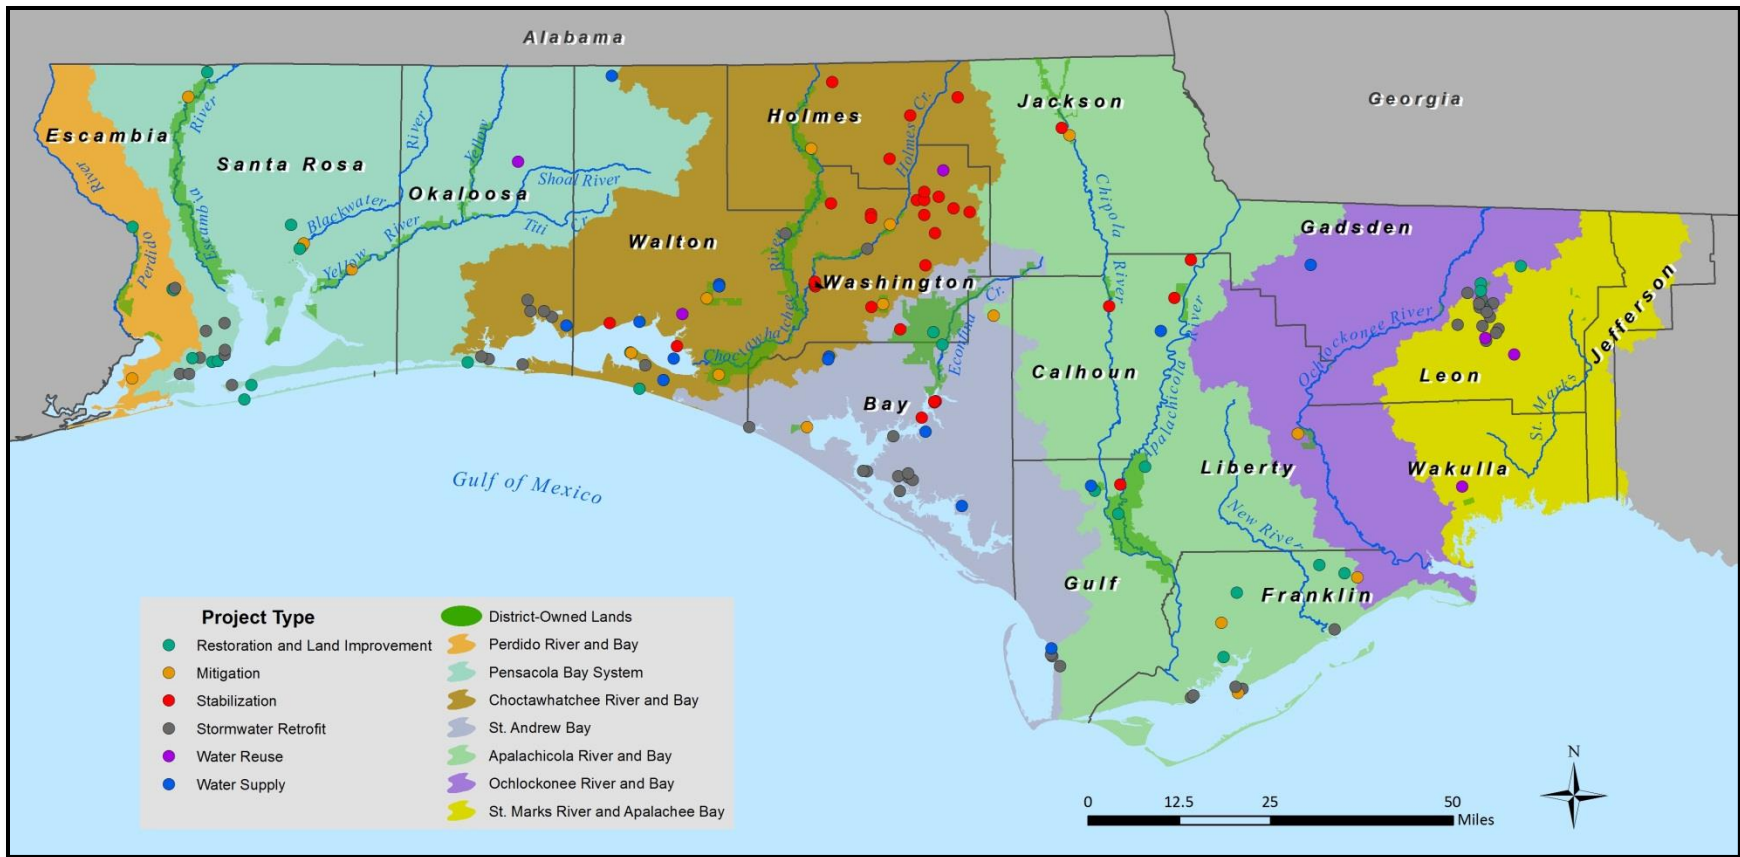 Alabama
Georgia
Escambia
Santa Rosa
Okaloosa
Walton
Holmes
Washington
Jackson
Bay
Calhoun
Gulf
Gadsden
Liberty
Franklin
Leon
Wakulla
Jefferson
River
Perdido
River
Escambia
River
Blackwater
Yellow
Yellow River
Shoal River
Titi Cr.
Holmes Cr.
River
Choctawhatchee
Econfina Cr.
Chipola
River
Apalachicola River
Ochlockonee River
New River
St. Marks
Gulf of Mexico
Project Type
Restoration and Land Improvement
Mitigation
Stabilization
Stormwater Retrofit
Water Reuse
Water Supply
District-Owned Lands
Perdido River and Bay
Pensacola Bay System
Choctawhatchee River and Bay
St. Andrew Bay
Apalachicola River and Bay
Ochlockonee River and Bay
St. Marks River and Apalachee Bay
N
0 12.5 25 50
Miles